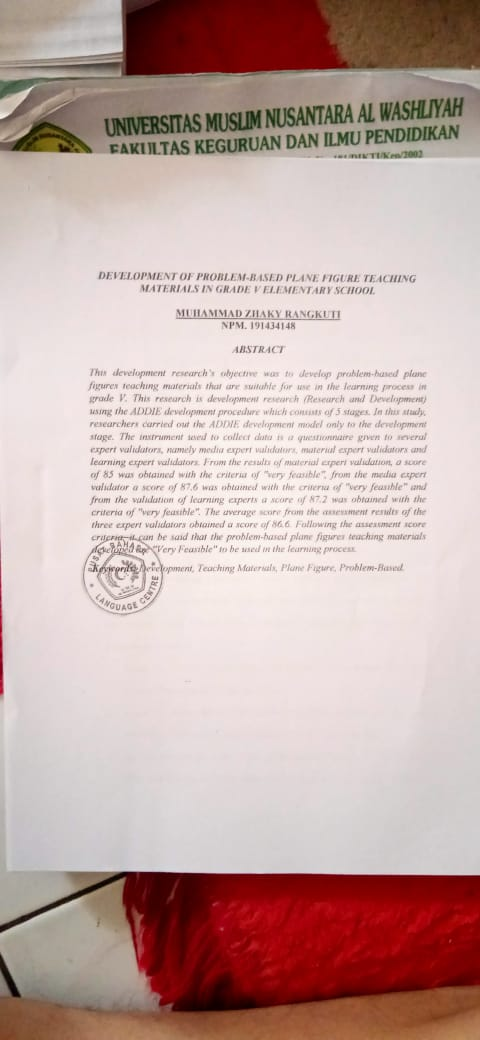 UNIVERSITAS MUSLIM NUSANTARA AL WASHLIYAH
FAKULTAS KEGURUAN DAN ILMU PENDIDIKAN
181/DIKTI/Kep/2002
DEVELOPMENT OF PROBLEM-BASED PLANE FIGURE TEACHING
MATERIALS IN GRADE V ELEMENTARY SCHOOL
MUHAMMAD ZHAKY RANGKUTI
NPM. 191434148
ABSTRACT
This development research's objective was to develop problem-based plane
figures teaching materials that are suitable for use in the learning process in
grade V. This research is development research (Research and Development)
using the ADDIE development procedure which consists of 5 stages. In this study,
researchers carried out the ADDIE development model only to the development
stage. The instrument used to collect data is a questionnaire given to several
expert validators, namely media expert validators, material expert validators and
learning expert validators. From the results of material expert validation, a score
of 85 was obtained with the criteria of "very feasible", from the media expert
validator a score of 87.6 was obtained with the criteria of "very feasible" and
from the validation of learning experts a score of 87.2 was obtained with the
criteria of "very feasible". The average score from the assessment results of the
three expert validators obtained a score of 86.6. Following the assessment score
criteria, it can be said that the problem-based plane figures teaching materials
developed are "Very Feasible" to be used in the learning process.
Keywords: Development, Teaching Materials, Plane Figure, Problem-Based.
PUSAT BAHASA
LANGUAGE CENTRE